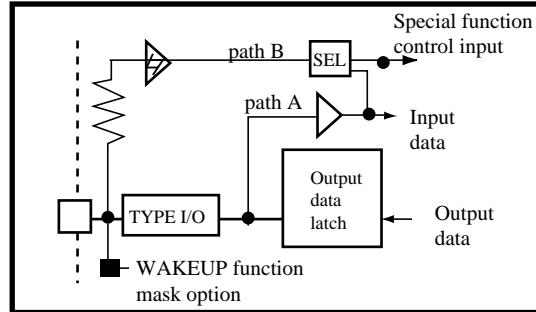 Special function
control input
path B
SEL
path A
Input
data
TYPE I/O
Output
data
latch
Output
data
WAKEUP function
mask option